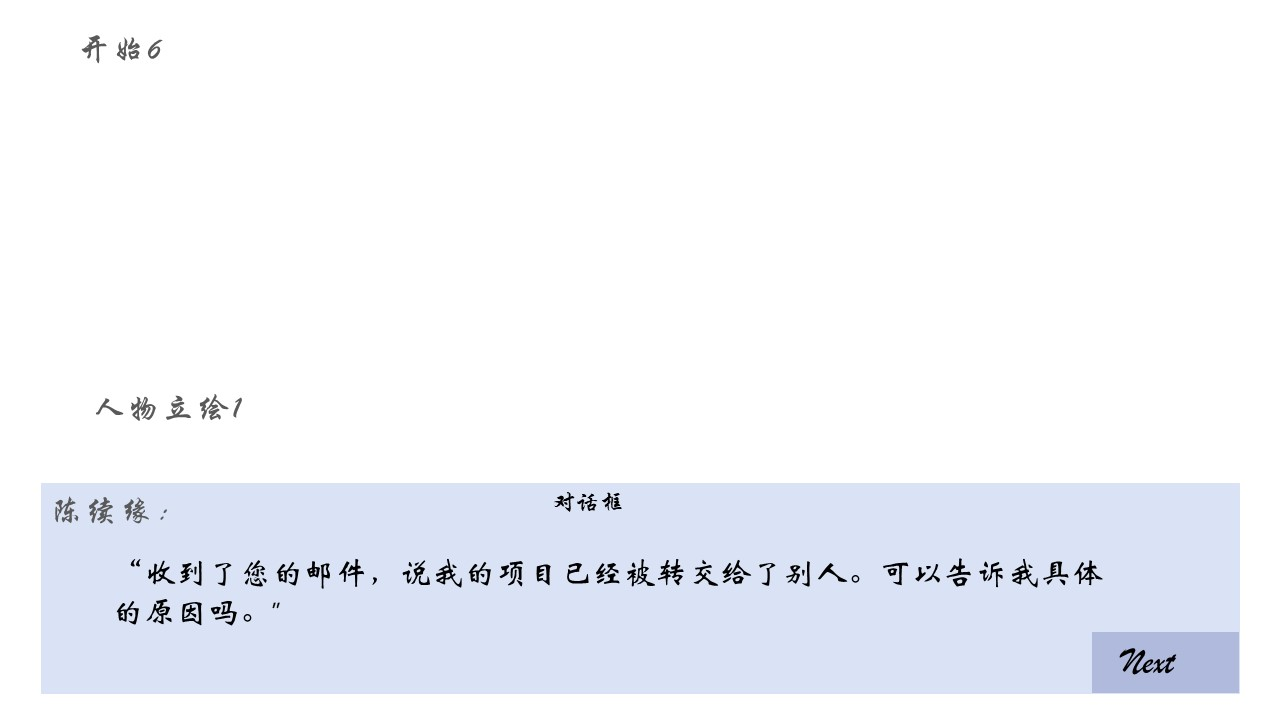 开始6
人物立绘1
对话框
陈续缘：
“收到了您的邮件，说我的项目已经被转交给了别人。可以告诉我具体
的原因吗。”
Next